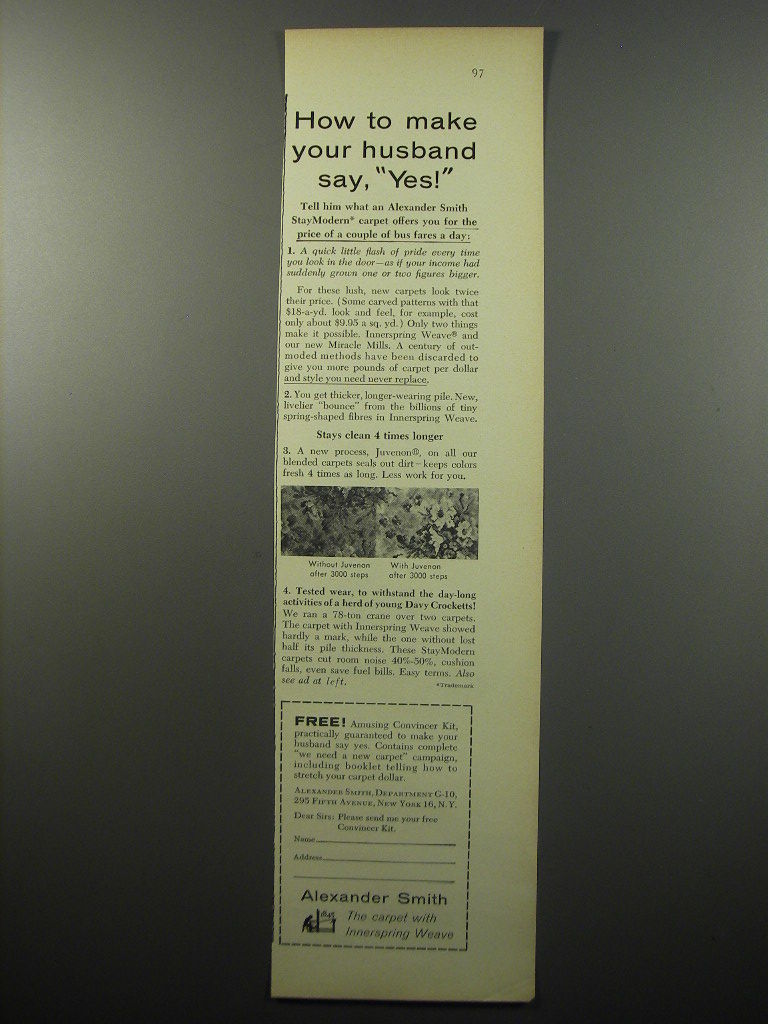 97
How to make
your husband
say, "Yes!"
Tell him what an Alexander Smith
StayModern* carpet offers you for the
price of a couple of bus fares a day:
1. A quick little flash of pride every time
you look in the door—as if your income had
suddenly grown one or two figures bigger.
For these lush, new carpets look twice
their price. (Some carved patterns with that
$18-a-yd. look and feel, for example, cost
only about $9.95 a sq. yd.) Only two things
make it possible. Innerspring Weave® and
our new Miracle Mills. A century of out-
moded methods have been discarded to
give you more pounds of carpet per dollar
and style you need never replace.
2. You get thicker, longer-wearing pile. New,
livelier "bounce" from the billions of tiny
spring-shaped fibres in Innerspring Weave.
Stays clean 4 times longer
3. A new process, Juvenon®, on all our
blended carpets seals out dirt—keeps colors
fresh 4 times as long. Less work for you.
Without Juvenon With Juvenon
after 3000 steps after 3000 steps
4. Tested wear, to withstand the day-long
activities of a herd of young Davy Crocketts!
We ran a 78-ton crane over two carpets.
The carpet with Innerspring Weave showed
hardly a mark, while the one without lost
half its pile thickness. These StayModern
carpets cut room noise 40%-50%, cushion
falls, even save fuel bills. Easy terms. Also
see ad at left.
*Trademark
FREE! Amusing Convincer Kit,
practically guaranteed to make your
husband say yes. Contains complete
"we need a new carpet" campaign,
including booklet telling how to
stretch your carpet dollar.
Alexander Smith, Department G-10,
295 Fifth Avenue, New York 16, N.Y.
Dear Sirs: Please send me your free
Convincer Kit.
Name
Address
Alexander Smith
1845
The carpet with
Innerspring Weave